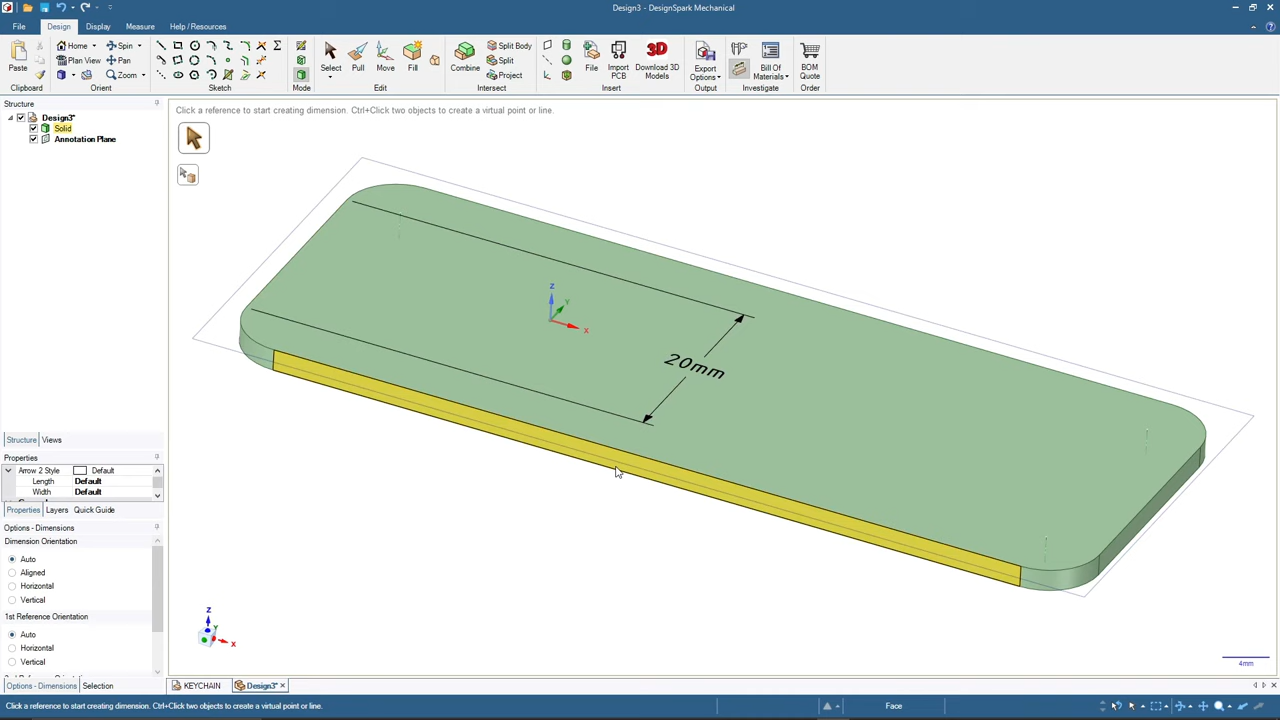 Design3 - DesignSpark Mechanical
File Design Display Measure Help / Resources
Paste
Clipboard
Home
Plan View
Spin
Pan
Zoom
Orient
Sketch
Mode
Select
Pull
Move
Fill
Edit
Combine
Split Body
Split
Project
Intersect
File
Import PCB
Download 3D Models
Insert
Export Options
Output
Bill Of Materials
Investigate
BOM Quote
Order
Structure
Design3*
Solid
Annotation Plane
Click a reference to start creating dimension. Ctrl+Click two objects to create a virtual point or line.
Z
Y
X
20mm
Structure Views
Properties
Arrow 2 Style Default
Length Default
Width Default
Properties Layers Quick Guide
Options - Dimensions
Dimension Orientation
Auto
Aligned
Horizontal
Vertical
1st Reference Orientation
Auto
Horizontal
Vertical
Z
Y
X
4mm
Options - Dimensions Selection
KEYCHAIN Design3*
Click a reference to start creating dimension. Ctrl+Click two objects to create a virtual point or line.
Face